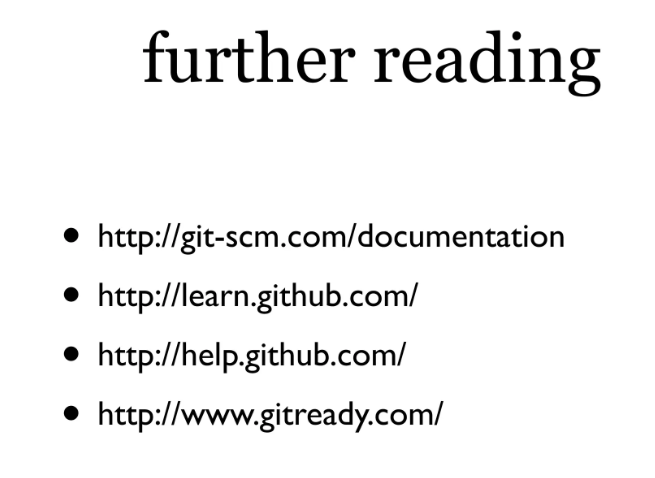 further reading
• http://git-scm.com/documentation
• http://learn.github.com/
• http://help.github.com/
• http://www.gitready.com/